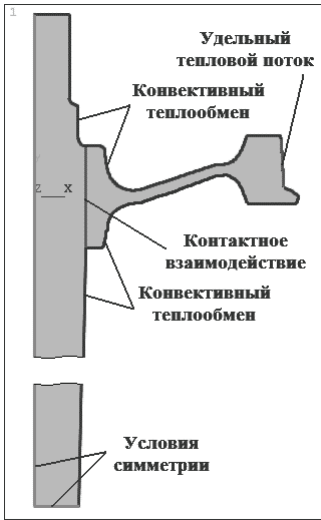 1
Удельный
тепловой поток
Конвективный
теплообмен
z x
Контактное
взаимодействие
Конвективный
теплообмен
Условия
симметрии